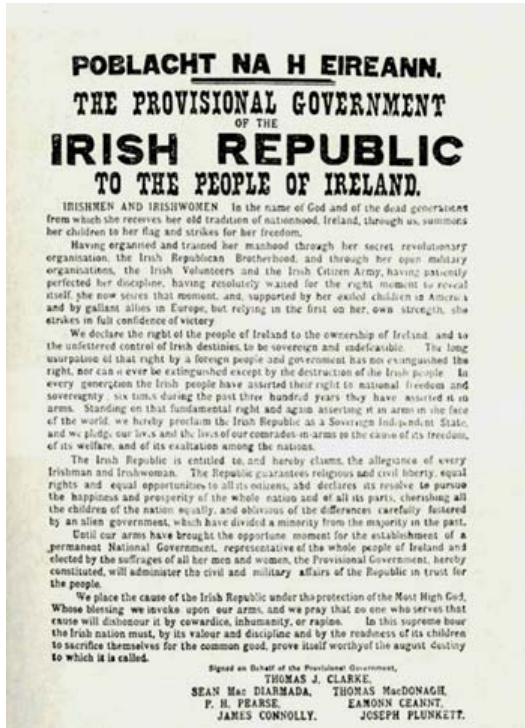 POBLACHT NA H EIREANN.
THE PROVISIONAL GOVERNMENT
OF THE
IRISH REPUBLIC
TO THE PEOPLE OF IRELAND.
IRISHMEN AND IRISHWOMEN In the name of God and of the dead generations
from which she receives her old tradition of nationhood, Ireland, through us, summons
her children to her flag and strikes for her freedom.
Having organised and trained her manhood through her secret revolutionary
organisation, the Irish Republican Brotherhood, and through her open military
organisations, the Irish Volunteers and the Irish Citizen Army, having patiently
perfected her discipline, having resolutely waited for the right moment to reveal
itself, she now seizes that moment, and, supported by her exiled children in America
and by gallant allies in Europe, but relying in the first on her own strength, she
strikes in full confidence of victory
We declare the right of the people of Ireland to the ownership of Ireland, and to
the unfettered control of Irish destinies, to be sovereign and indefeasible. The long
usurpation of that right by a foreign people and government has not extinguished the
right, nor can it ever be extinguished except by the destruction of the Irish people In
every generation the Irish people have asserted their right to national freedom and
sovereignty; six times during the past three hundred years they have asserted it in
arms. Standing on that fundamental right and again asserting it in arms in the face
of the world, we hereby proclaim the Irish Republic as a Sovereign Independent State,
and we pledge our lives and the lives of our comrades-in-arms to the cause of its freedom,
of its welfare, and of its exaltation among the nations.
The Irish Republic is entitled to, and hereby claims, the allegiance of every
Irishman and Irishwoman. The Republic guarantees religious and civil liberty, equal
rights and equal opportunities to all its citizens, and declares its resolve to pursue
the happiness and prosperity of the whole nation and of all its parts, cherishing all
the children of the nation equally, and oblivious of the differences carefully fostered
by an alien government, which have divided a minority from the majority in the past.
Until our arms have brought the opportune moment for the establishment of a
permanent National Government, representative of the whole people of Ireland and
elected by the suffrages of all her men and women, the Provisional Government, hereby
constituted, will administer the civil and military affairs of the Republic in trust for
the people.
We place the cause of the Irish Republic under the protection of the Most High God,
Whose blessing we invoke upon our arms, and we pray that no one who serves that
cause will dishonour it by cowardice, inhumanity, or rapine. In this supreme hour
the Irish nation must, by its valour and discipline and by the readiness of its children
to sacrifice themselves for the common good, prove itself worthy of the august destiny
to which it is called.
Signed on Behalf of the Provisional Government,
THOMAS J. CLARKE,
SEAN Mac DIARMADA, THOMAS MacDONAGH,
P. H. PEARSE, EAMONN CEANNT,
JAMES CONNOLLY, JOSEPH PLUNKETT.